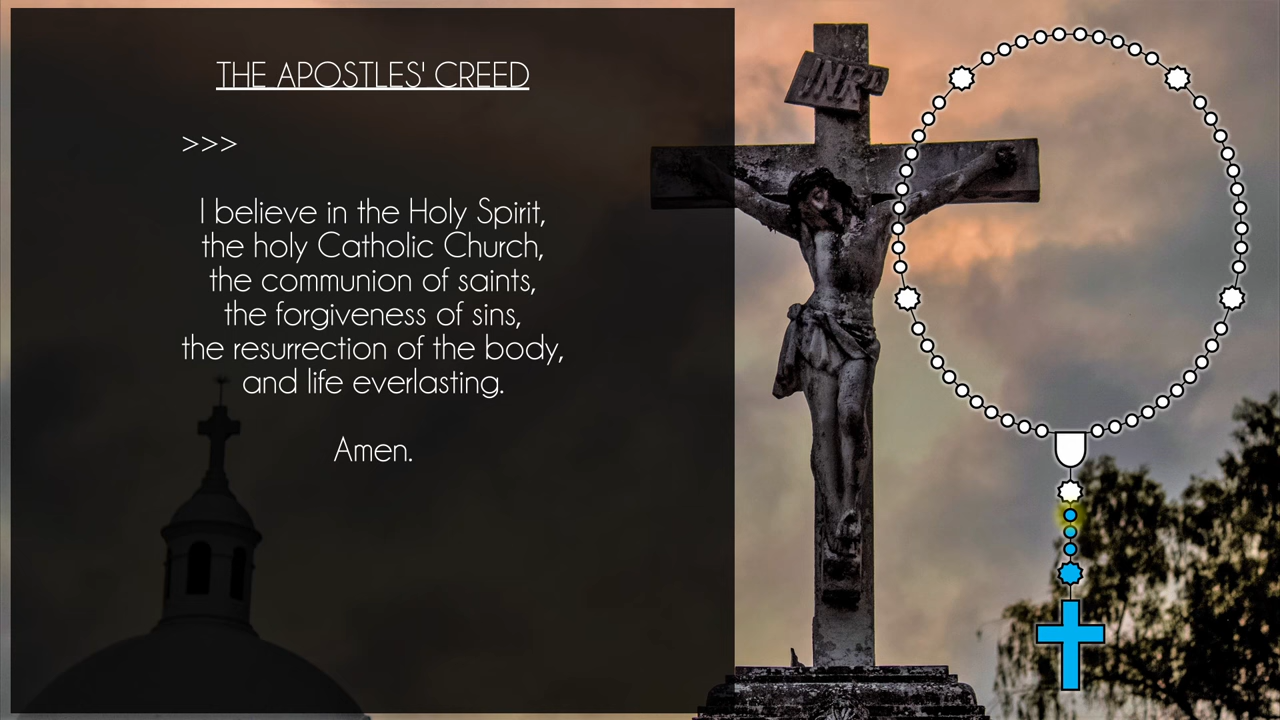 THE APOSTLES' CREED
>>>
I believe in the Holy Spirit,
the holy Catholic Church,
the communion of saints,
the forgiveness of sins,
the resurrection of the body,
and life everlasting.
Amen.
INRI